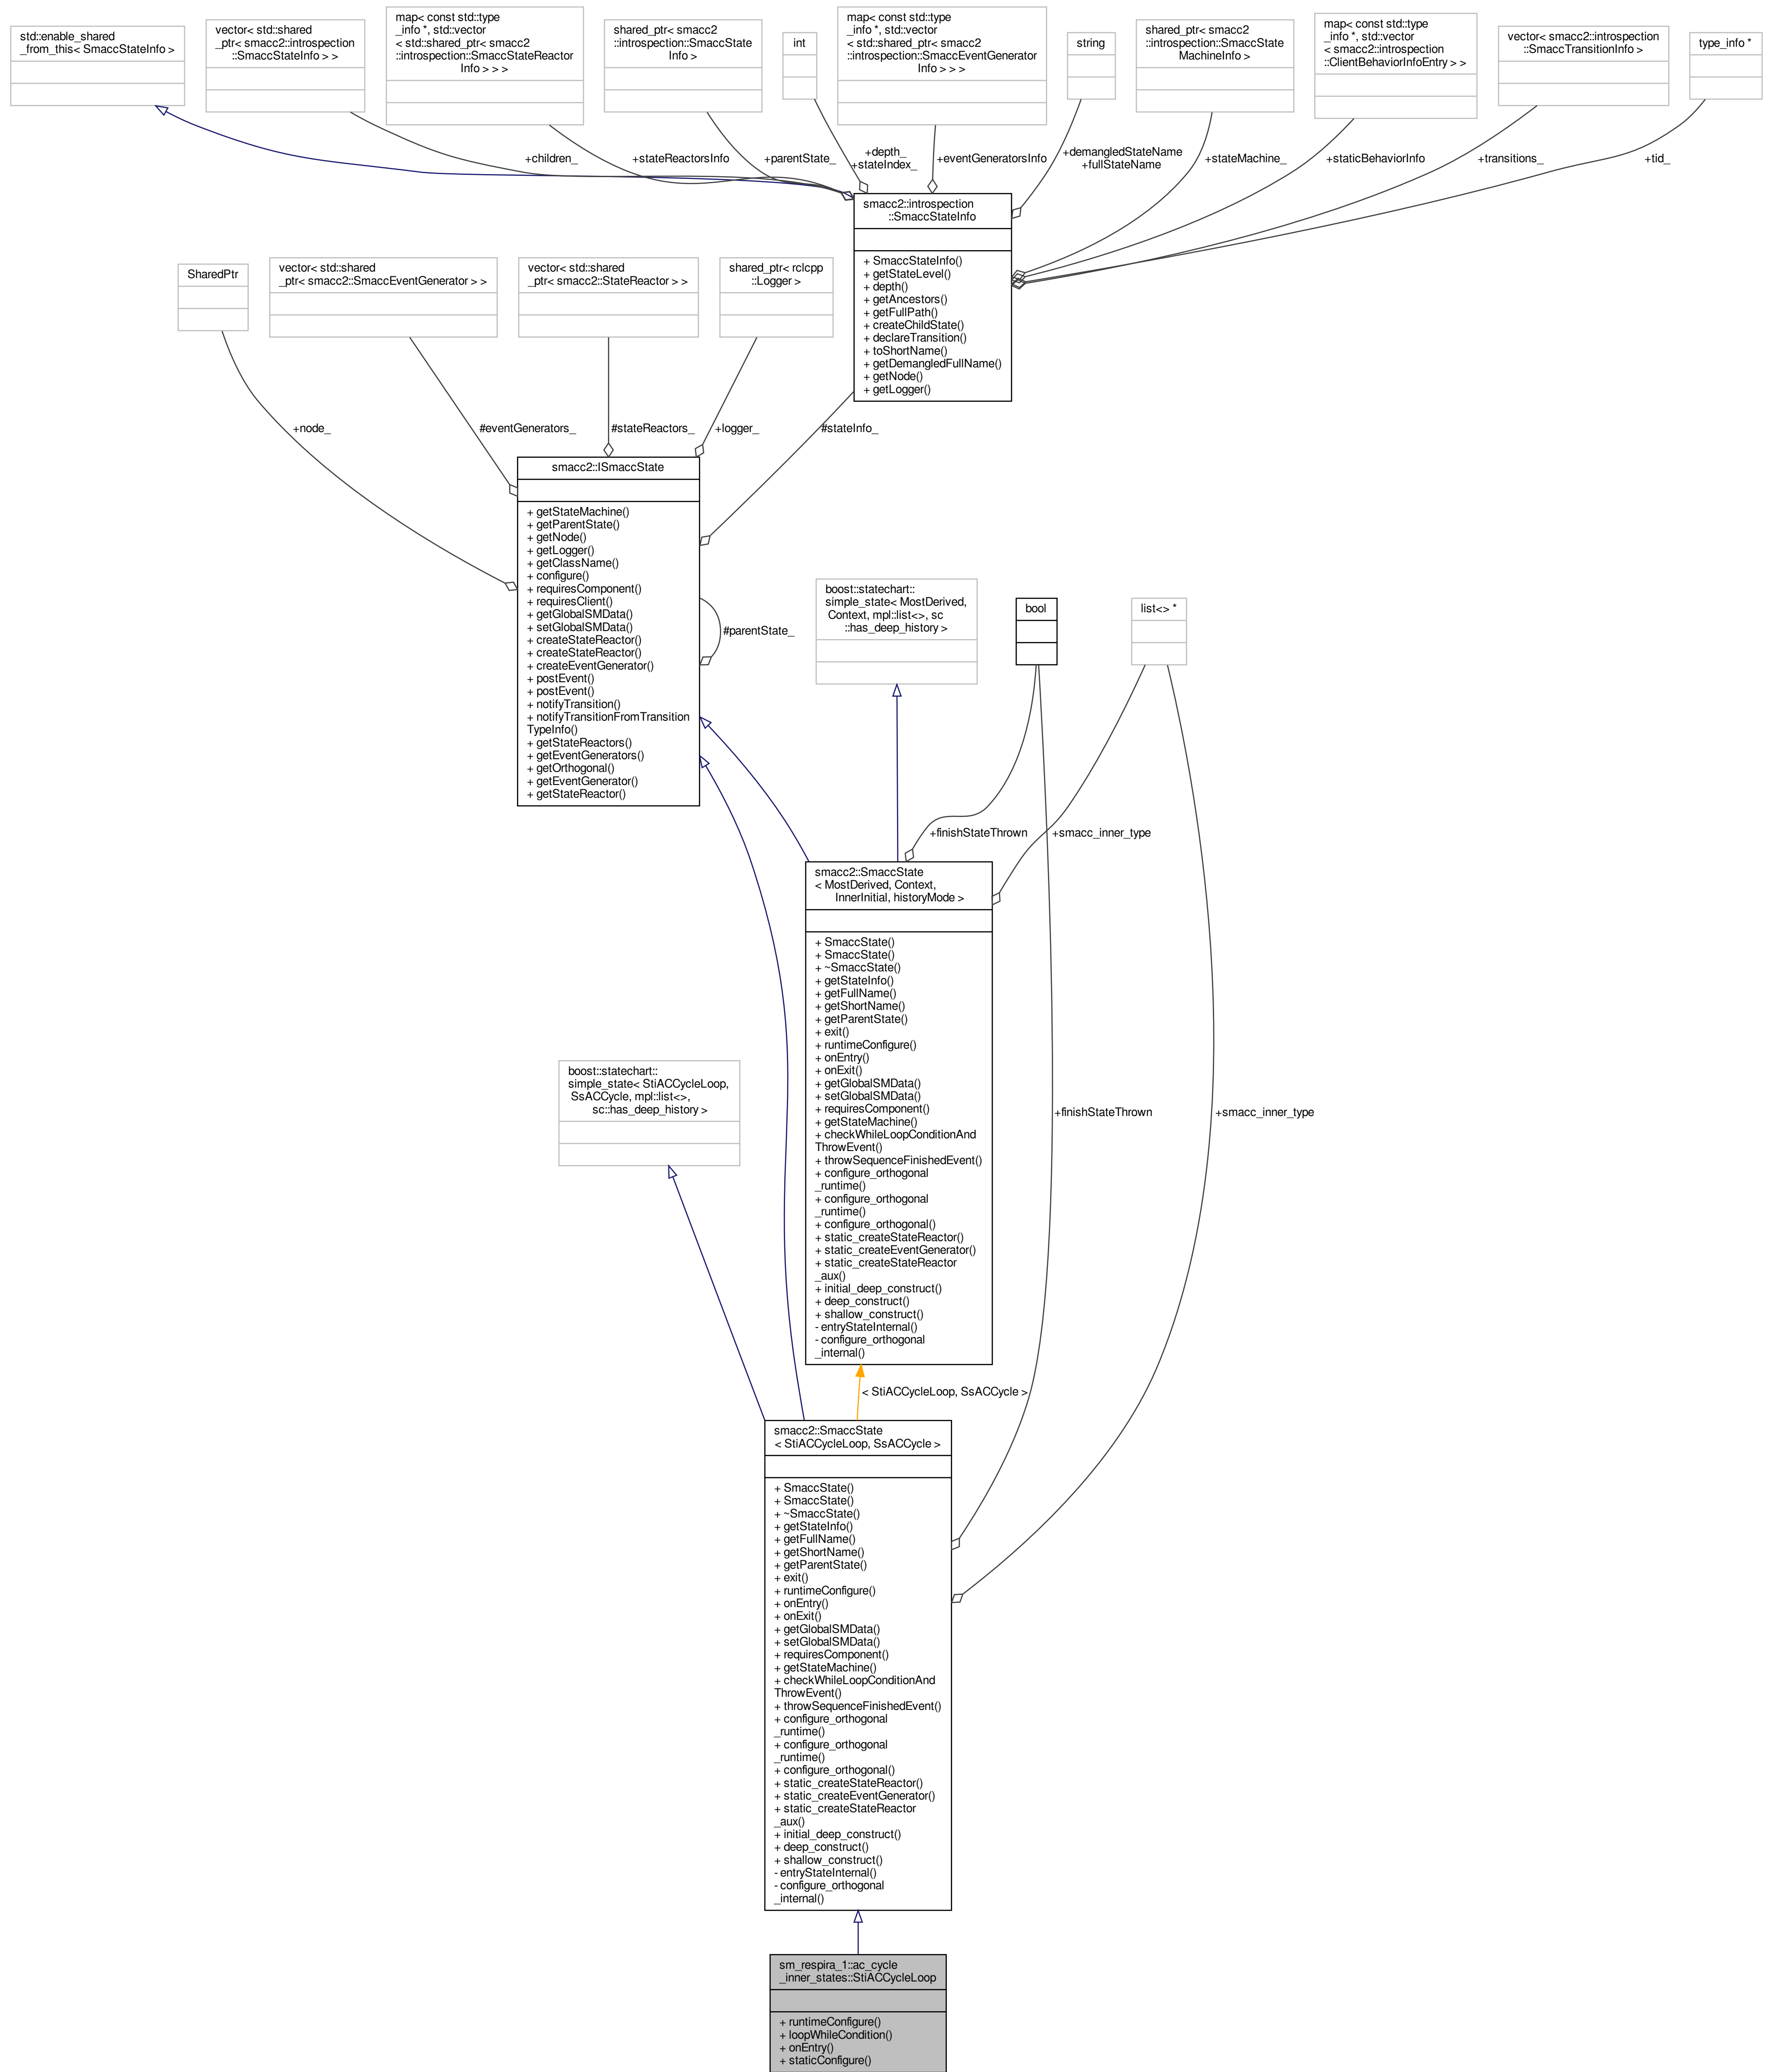 std::enable_shared
_from_this< SmaccStateInfo >
vector< std::shared
_ptr< smacc2::introspection
::SmaccStateInfo > >
map< const std::type
_info *, std::vector
< std::shared_ptr< smacc2
::introspection::SmaccStateReactor
Info > > >
shared_ptr< smacc2
::introspection::SmaccState
Info >
int
map< const std::type
_info *, std::vector
< std::shared_ptr< smacc2
::introspection::SmaccEventGenerator
Info > > >
string
shared_ptr< smacc2
::introspection::SmaccState
MachineInfo >
map< const std::type
_info *, std::vector
< smacc2::introspection
::ClientBehaviorInfoEntry > >
vector< smacc2::introspection
::SmaccTransitionInfo >
type_info *
+children_
+stateReactorsInfo
+parentState_
+depth_
+stateIndex_
+eventGeneratorsInfo
+demangledStateName
+fullStateName
+stateMachine_
+staticBehaviorInfo
+transitions_
+tid_
smacc2::introspection
::SmaccStateInfo
+ SmaccStateInfo()
+ getStateLevel()
+ depth()
+ getAncestors()
+ getFullPath()
+ createChildState()
+ declareTransition()
+ toShortName()
+ getDemangledFullName()
+ getNode()
+ getLogger()
SharedPtr
vector< std::shared
_ptr< smacc2::SmaccEventGenerator > >
vector< std::shared
_ptr< smacc2::StateReactor > >
shared_ptr< rclcpp
::Logger >
+node_
#eventGenerators_
#stateReactors_
+logger_
#stateInfo_
smacc2::ISmaccState
+ getStateMachine()
+ getParentState()
+ getNode()
+ getLogger()
+ getClassName()
+ configure()
+ requiresComponent()
+ requiresClient()
+ getGlobalSMData()
+ setGlobalSMData()
+ createStateReactor()
+ createStateReactor()
+ createEventGenerator()
+ postEvent()
+ postEvent()
+ notifyTransition()
+ notifyTransitionFromTransition
TypeInfo()
+ getStateReactors()
+ getEventGenerators()
+ getOrthogonal()
+ getEventGenerator()
+ getStateReactor()
#parentState_
boost::statechart::
simple_state< MostDerived,
Context, mpl::list<>, sc
::has_deep_history >
bool
list<> *
+finishStateThrown
+smacc_inner_type
smacc2::SmaccState
< MostDerived, Context,
InnerInitial, historyMode >
+ SmaccState()
+ SmaccState()
+ ~SmaccState()
+ getStateInfo()
+ getFullName()
+ getShortName()
+ getParentState()
+ exit()
+ runtimeConfigure()
+ onEntry()
+ onExit()
+ getGlobalSMData()
+ setGlobalSMData()
+ requiresComponent()
+ getStateMachine()
+ checkWhileLoopConditionAnd
ThrowEvent()
+ throwSequenceFinishedEvent()
+ configure_orthogonal
_runtime()
+ configure_orthogonal
_runtime()
+ configure_orthogonal()
+ static_createStateReactor()
+ static_createEventGenerator()
+ static_createStateReactor
_aux()
+ initial_deep_construct()
+ deep_construct()
+ shallow_construct()
- entryStateInternal()
- configure_orthogonal
_internal()
boost::statechart::
simple_state< StiACCycleLoop,
SsACCycle, mpl::list<>,
sc::has_deep_history >
+finishStateThrown
+smacc_inner_type
< StiACCycleLoop, SsACCycle >
smacc2::SmaccState
< StiACCycleLoop, SsACCycle >
+ SmaccState()
+ SmaccState()
+ ~SmaccState()
+ getStateInfo()
+ getFullName()
+ getShortName()
+ getParentState()
+ exit()
+ runtimeConfigure()
+ onEntry()
+ onExit()
+ getGlobalSMData()
+ setGlobalSMData()
+ requiresComponent()
+ getStateMachine()
+ checkWhileLoopConditionAnd
ThrowEvent()
+ throwSequenceFinishedEvent()
+ configure_orthogonal
_runtime()
+ configure_orthogonal
_runtime()
+ configure_orthogonal()
+ static_createStateReactor()
+ static_createEventGenerator()
+ static_createStateReactor
_aux()
+ initial_deep_construct()
+ deep_construct()
+ shallow_construct()
- entryStateInternal()
- configure_orthogonal
_internal()
sm_respira_1::ac_cycle
_inner_states::StiACCycleLoop
+ runtimeConfigure()
+ loopWhileCondition()
+ onEntry()
+ staticConfigure()